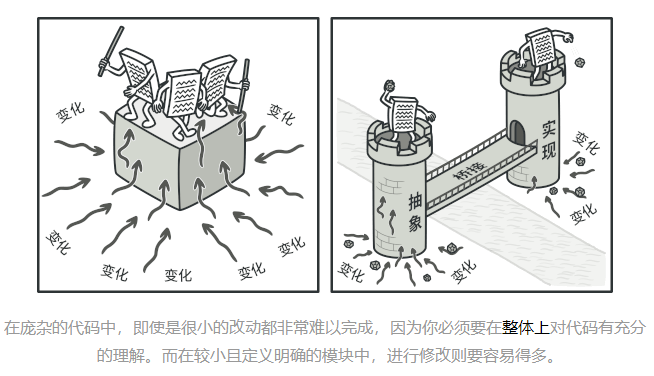 变化
变化
变化
变化
变化
变化
变化
实现
桥接
抽象
变化
变化
变化
变化
在庞杂的代码中，即使是很小的改动都非常难以完成，因为你必须要在整体上对代码有充分
的理解。而在较小且定义明确的模块中，进行修改则要容易得多。